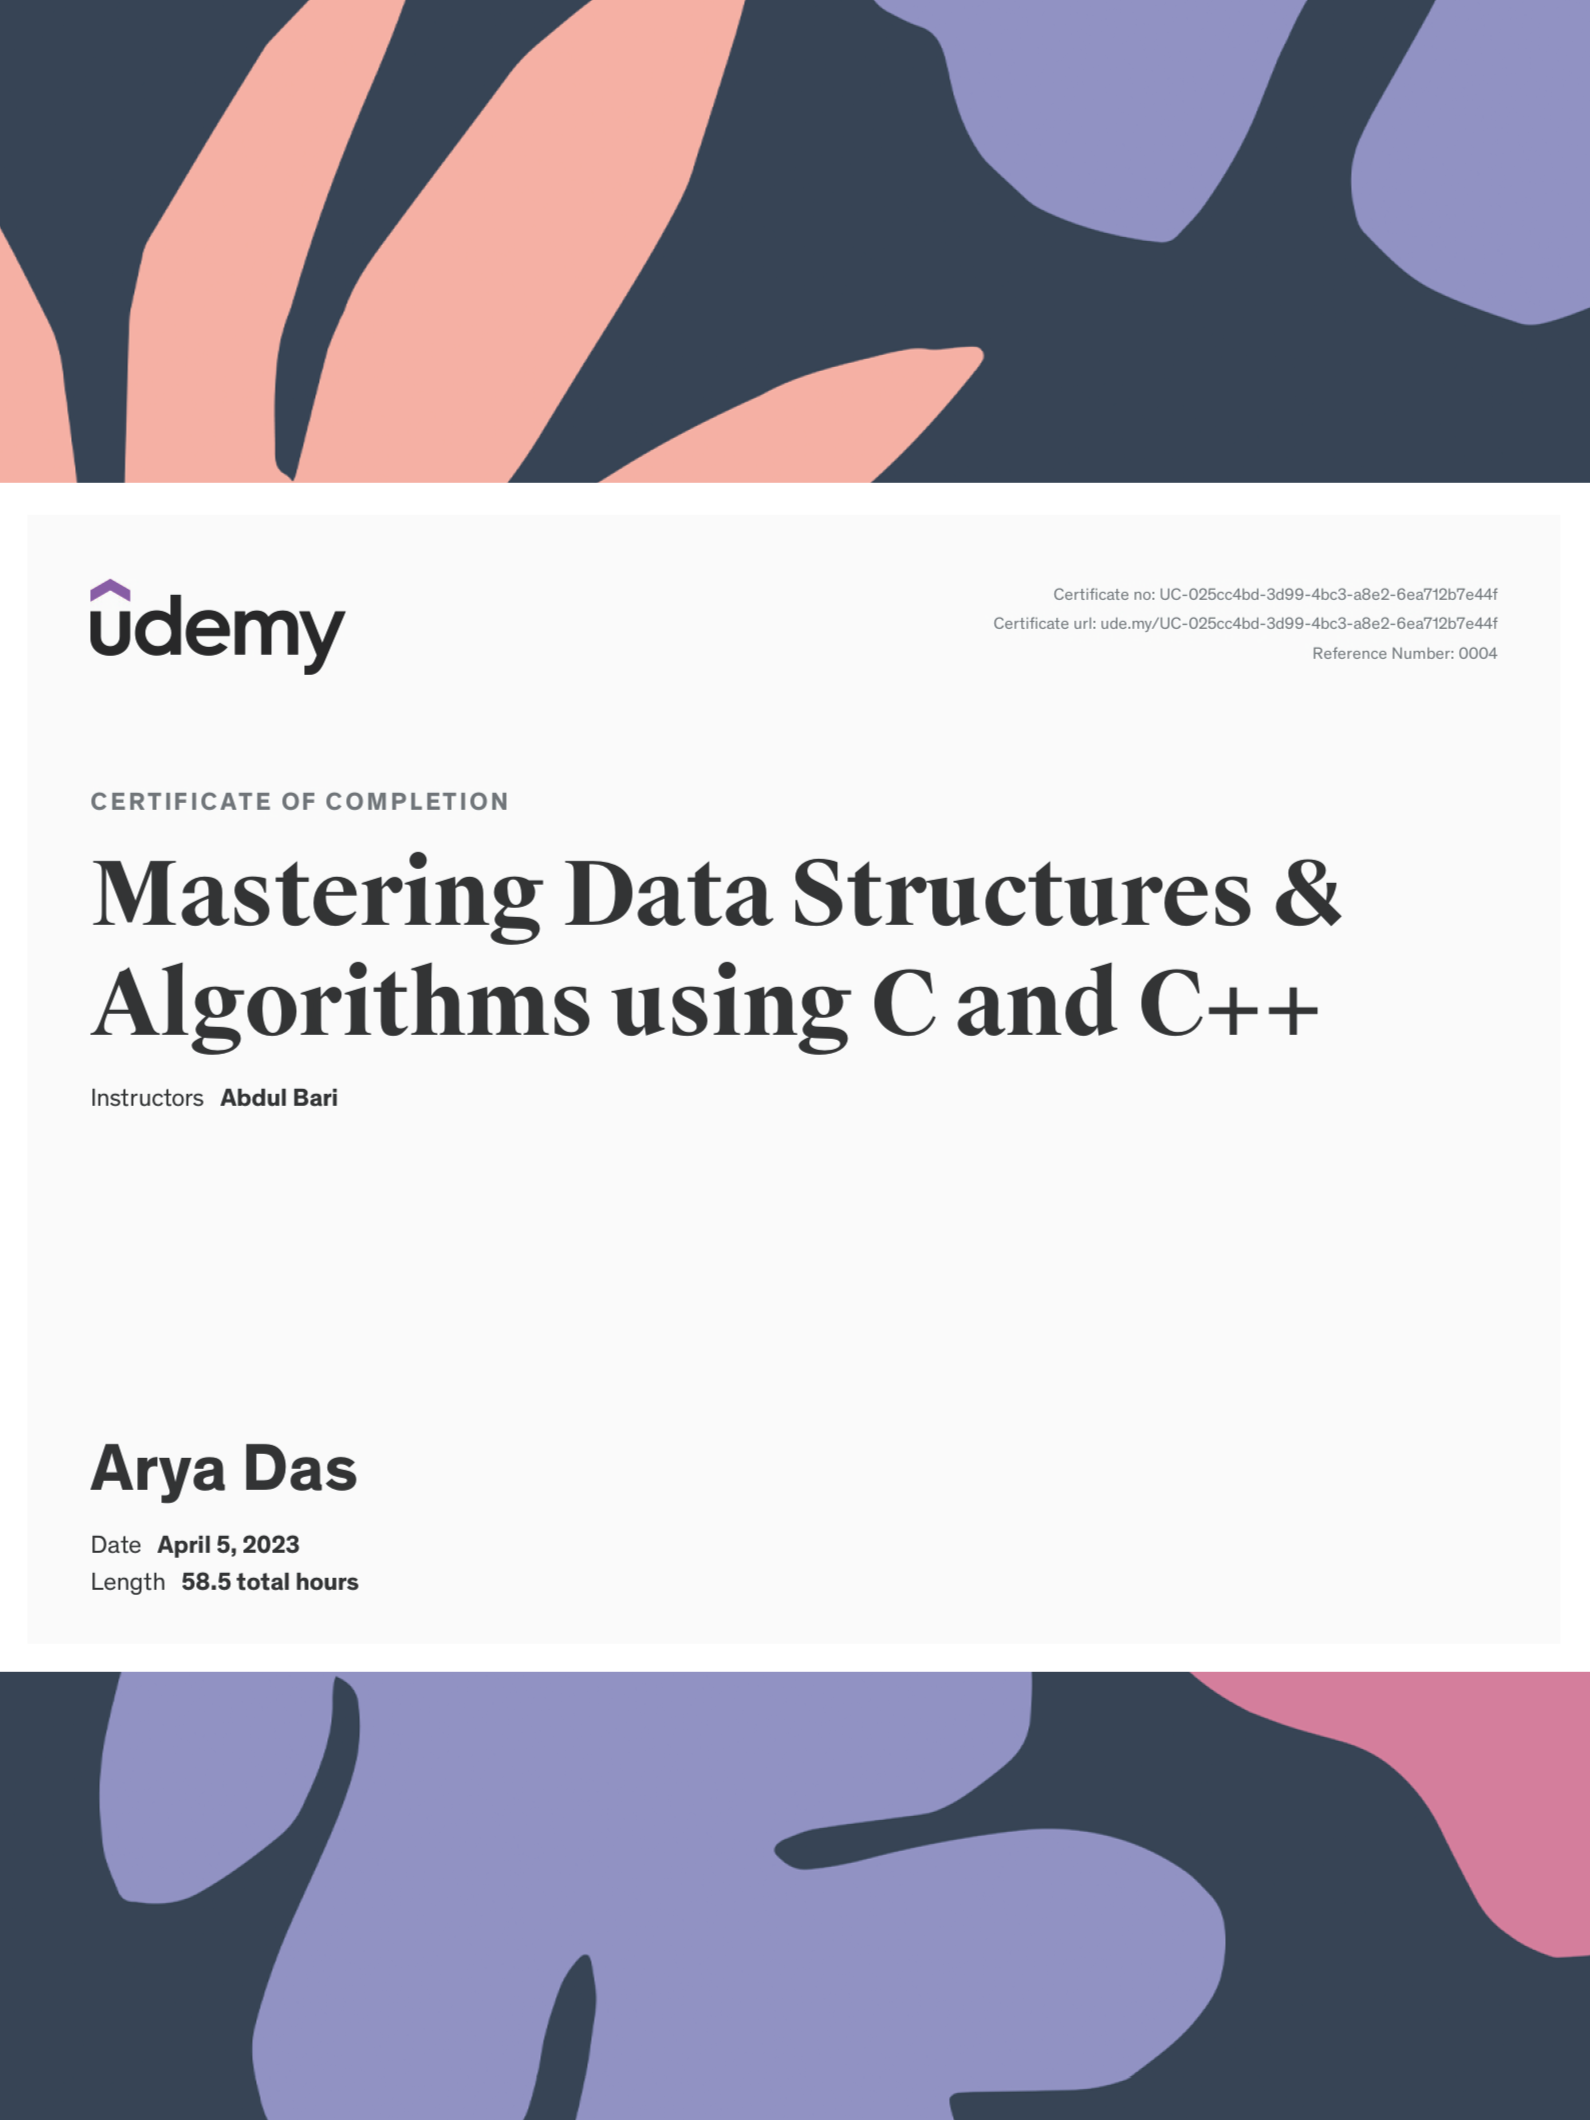 udemy
Certificate no: UC-025cc4bd-3d99-4bc3-a8e2-6ea712b7e44f
Certificate url: ude.my/UC-025cc4bd-3d99-4bc3-a8e2-6ea712b7e44f
Reference Number: 0004
CERTIFICATE OF COMPLETION
Mastering Data Structures &
Algorithms using C and C++
Instructors Abdul Bari
Arya Das
Date April 5, 2023
Length 58.5 total hours